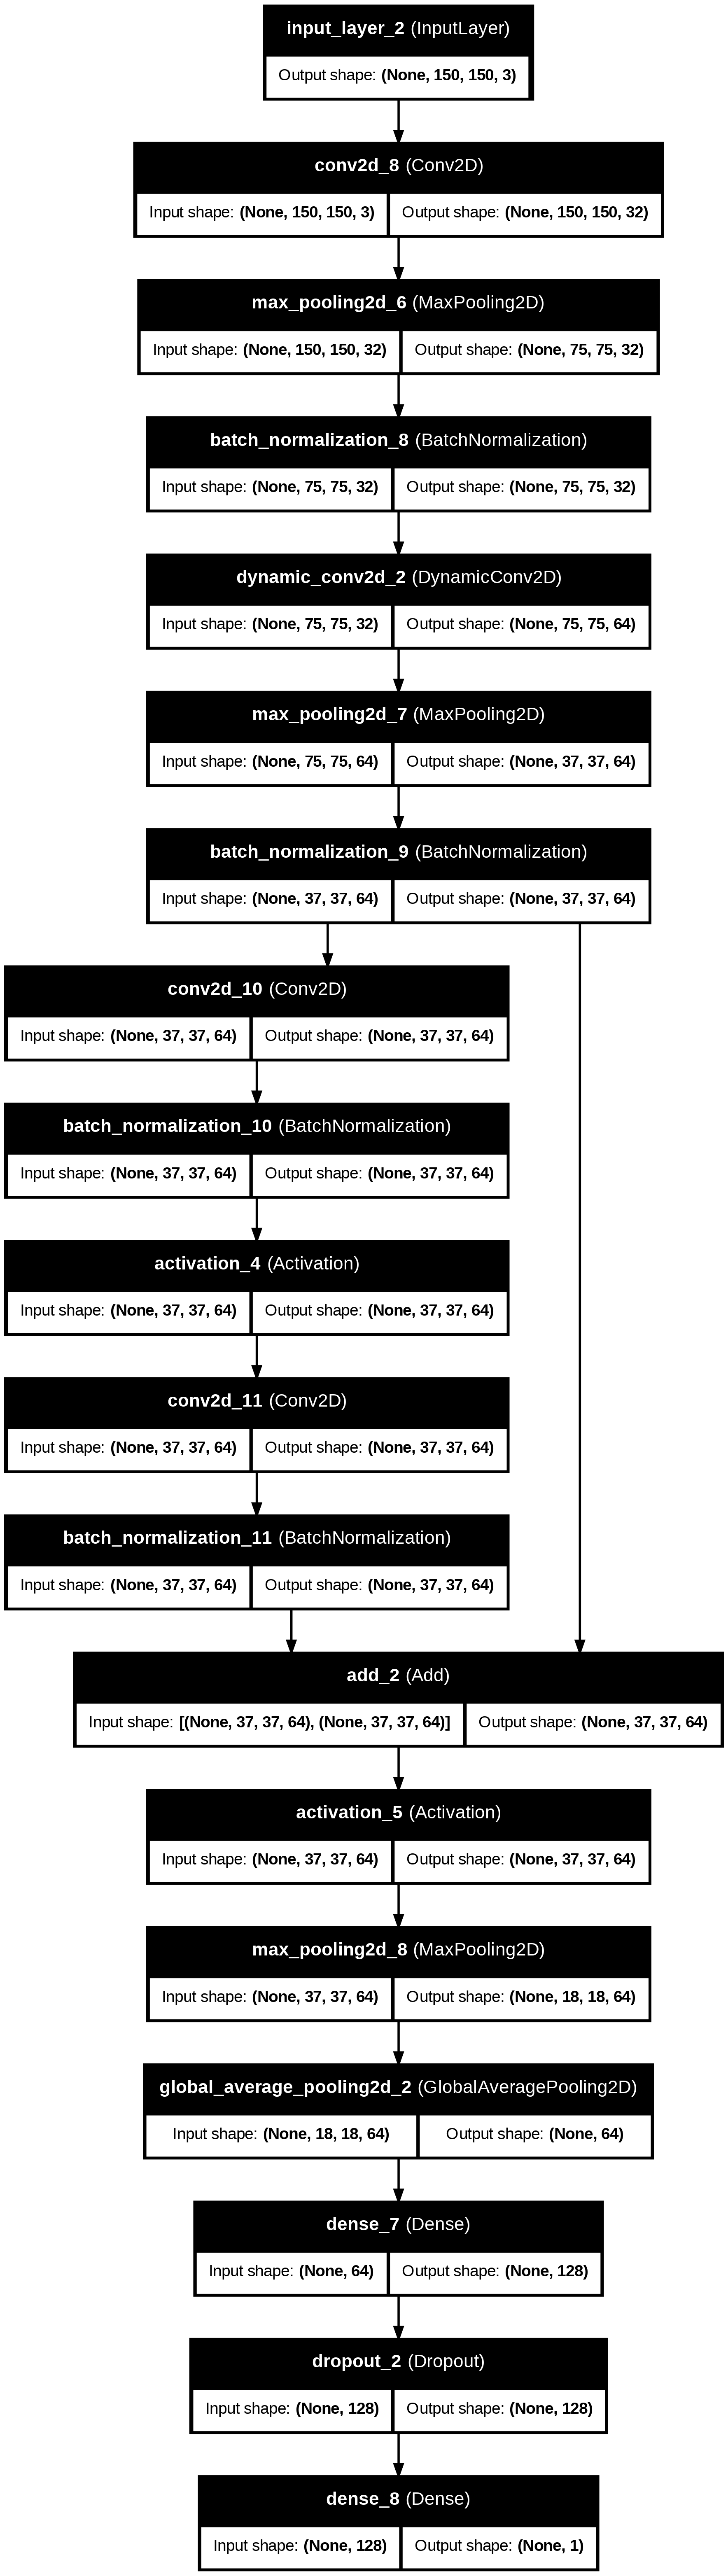 input_layer_2 (InputLayer)
Output shape: (None, 150, 150, 3)
conv2d_8 (Conv2D)
Input shape: (None, 150, 150, 3) Output shape: (None, 150, 150, 32)
max_pooling2d_6 (MaxPooling2D)
Input shape: (None, 150, 150, 32) Output shape: (None, 75, 75, 32)
batch_normalization_8 (BatchNormalization)
Input shape: (None, 75, 75, 32) Output shape: (None, 75, 75, 32)
dynamic_conv2d_2 (DynamicConv2D)
Input shape: (None, 75, 75, 32) Output shape: (None, 75, 75, 64)
max_pooling2d_7 (MaxPooling2D)
Input shape: (None, 75, 75, 64) Output shape: (None, 37, 37, 64)
batch_normalization_9 (BatchNormalization)
Input shape: (None, 37, 37, 64) Output shape: (None, 37, 37, 64)
conv2d_10 (Conv2D)
Input shape: (None, 37, 37, 64) Output shape: (None, 37, 37, 64)
batch_normalization_10 (BatchNormalization)
Input shape: (None, 37, 37, 64) Output shape: (None, 37, 37, 64)
activation_4 (Activation)
Input shape: (None, 37, 37, 64) Output shape: (None, 37, 37, 64)
conv2d_11 (Conv2D)
Input shape: (None, 37, 37, 64) Output shape: (None, 37, 37, 64)
batch_normalization_11 (BatchNormalization)
Input shape: (None, 37, 37, 64) Output shape: (None, 37, 37, 64)
add_2 (Add)
Input shape: [(None, 37, 37, 64), (None, 37, 37, 64)] Output shape: (None, 37, 37, 64)
activation_5 (Activation)
Input shape: (None, 37, 37, 64) Output shape: (None, 37, 37, 64)
max_pooling2d_8 (MaxPooling2D)
Input shape: (None, 37, 37, 64) Output shape: (None, 18, 18, 64)
global_average_pooling2d_2 (GlobalAveragePooling2D)
Input shape: (None, 18, 18, 64) Output shape: (None, 64)
dense_7 (Dense)
Input shape: (None, 64) Output shape: (None, 128)
dropout_2 (Dropout)
Input shape: (None, 128) Output shape: (None, 128)
dense_8 (Dense)
Input shape: (None, 128) Output shape: (None, 1)